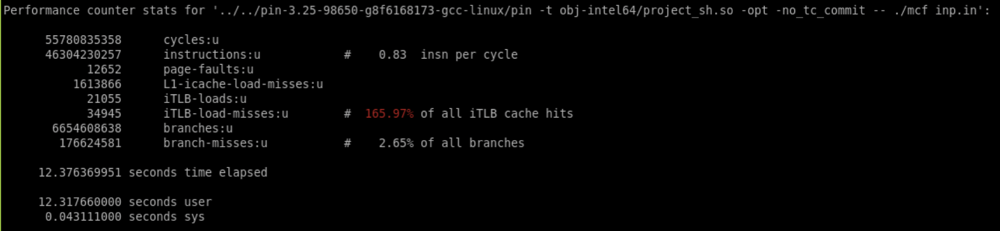 Performance counter stats for '../../pin-3.25-98650-g8f6168173-gcc-linux/pin -t obj-intel64/project_sh.so -opt -no_tc_commit -- ./mcf inp.in':
55780835358 cycles:u
46304230257 instructions:u # 0.83 insn per cycle
12652 page-faults:u
1613866 L1-icache-load-misses:u
21055 iTLB-loads:u
34945 iTLB-load-misses:u # 165.97% of all iTLB cache hits
6654608638 branches:u
176624581 branch-misses:u # 2.65% of all branches
12.376369951 seconds time elapsed
12.317660000 seconds user
0.043111000 seconds sys